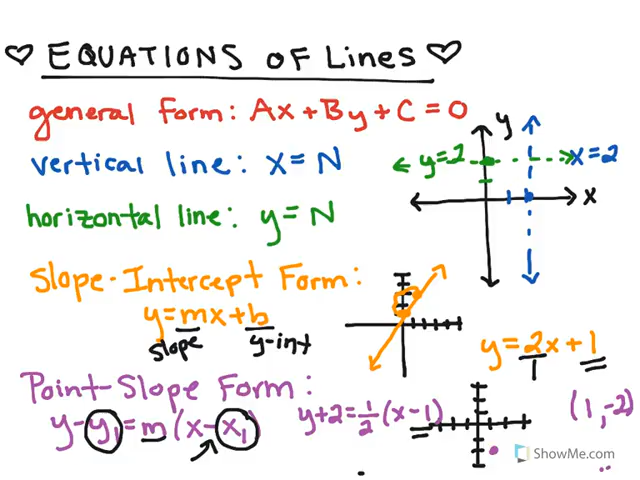 ♡ EQUATIONS OF Lines ♡
general form: Ax + By + C = 0
y
vertical line: x = N
y=2
x=2
x
horizontal line: y = N
Slope-Intercept Form:
y = mx + b
slope
y-int
y = 2x + 1
1
Point-Slope Form:
y - y₁ = m (x - x₁)
y+2 = 1/2 (x-1)
(1,-2)
ShowMe.com